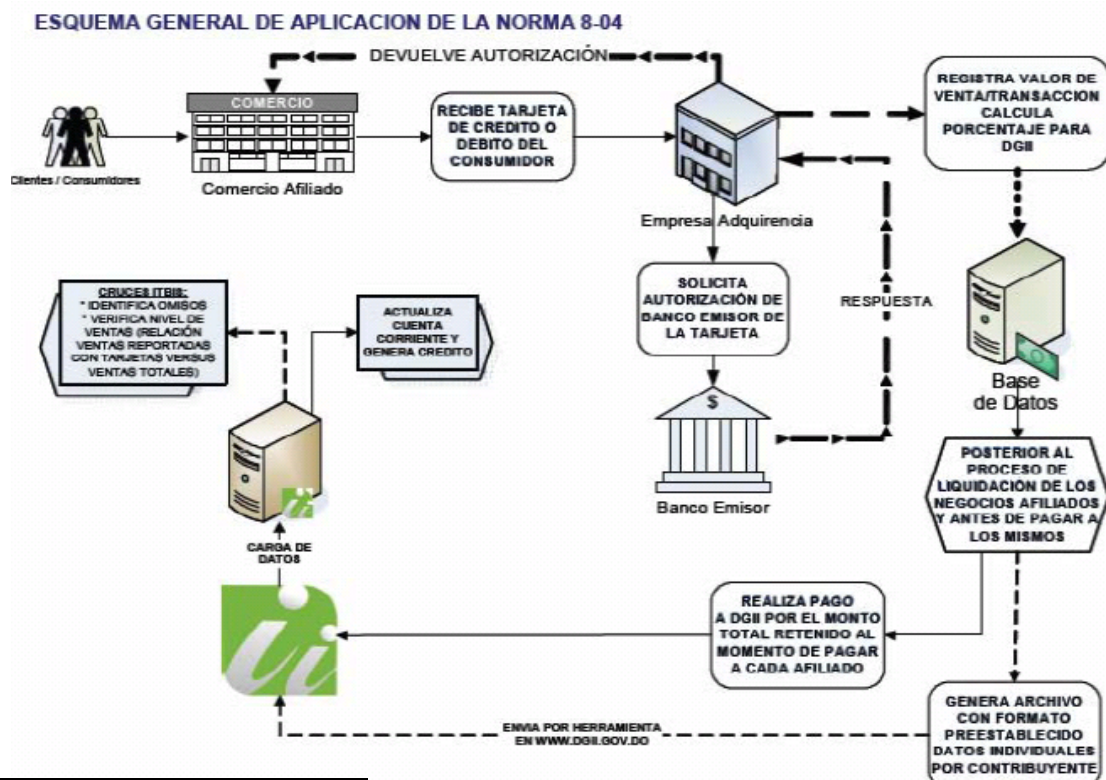 ESQUEMA GENERAL DE APLICACION DE LA NORMA 8-04
DEVUELVE AUTORIZACIÓN
COMERCIO
Clientes / Consumidores
Comercio Afiliado
RECIBE TARJETA
DE CREDITO O
DEBITO DEL
CONSUMIDOR
Empresa Adquirencia
REGISTRA VALOR DE
VENTA/TRANSACCION
CALCULA
PORCENTAJE PARA
DGII
CRUCES ITBIS:
* IDENTIFICA OMISOS
* VERIFICA NIVEL DE
VENTAS (RELACIÓN
VENTAS REPORTADAS
CON TARJETAS VERSUS
VENTAS TOTALES)
ACTUALIZA
CUENTA
CORRIENTE Y
GENERA CREDITO
SOLICITA
AUTORIZACIÓN DE
BANCO EMISOR DE
LA TARJETA
RESPUESTA
Base
de Datos
$
Banco Emisor
POSTERIOR AL
PROCESO DE
LIQUIDACIÓN DE LOS
NEGOCIOS AFILIADOS
Y ANTES DE PAGAR A
LOS MISMOS
CARGA DE
DATOS
REALIZA PAGO
A DGII POR EL MONTO
TOTAL RETENIDO AL
MOMENTO DE PAGAR
A CADA AFILIADO
ENVIA POR HERRAMIENTA
EN WWW.DGII.GOV.DO
GENERA ARCHIVO
CON FORMATO
PREESTABLECIDO
DATOS INDIVIDUALES
POR CONTRIBUYENTE